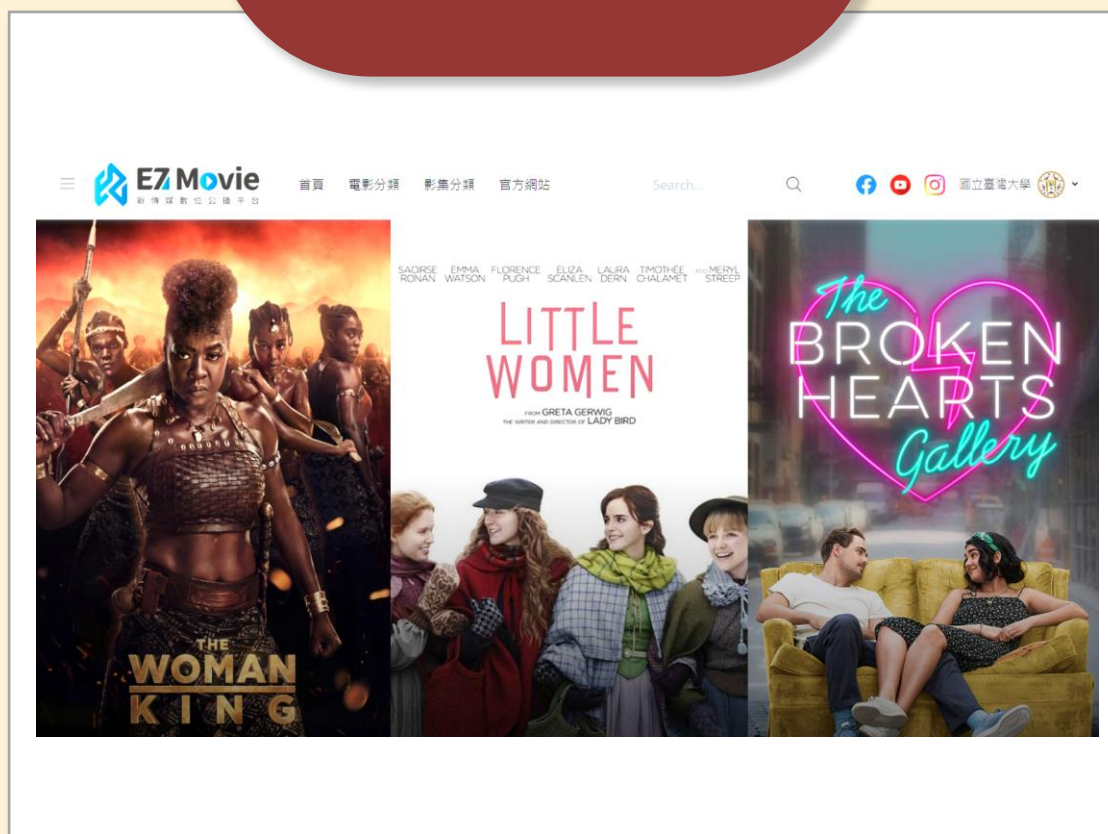 EZ Movie
新傳媒數位公播平台
首頁 電影分類 影集分類 官方網站 Search... 國立臺灣大學
THE
WOMAN
KING
SAOIRSE RONAN EMMA WATSON FLORENCE PUGH ELIZA SCANLEN LAURA DERN TIMOTHÉE CHALAMET AND MERYL STREEP
LITTLE
WOMEN
FROM GRETA GERWIG
THE WRITER AND DIRECTOR OF LADY BIRD
The
BROKEN
HEARTS
Gallery